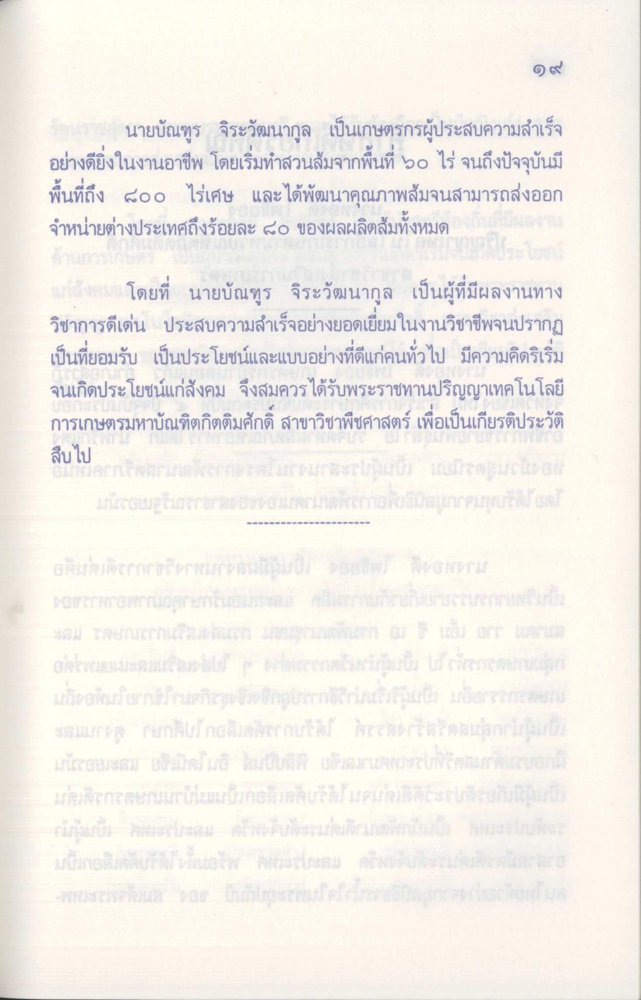 ๑๙
นายบัณฑูร จิระวัฒนากูล เป็นเกษตรกรผู้ประสบความสำเร็จ
อย่างดียิ่งในงานอาชีพ โดยเริ่มทำสวนส้มจากพื้นที่ ๖๐ ไร่ จนถึงปัจจุบันมี
พื้นที่ถึง ๘๐๐ ไร่เศษ และได้พัฒนาคุณภาพส้มจนสามารถส่งออก
จำหน่ายต่างประเทศถึงร้อยละ ๘๐ ของผลผลิตส้มทั้งหมด
โดยที่ นายบัณฑูร จิระวัฒนากูล เป็นผู้ที่มีผลงานทาง
วิชาการดีเด่น ประสบความสำเร็จอย่างยอดเยี่ยมในงานวิชาชีพจนปรากฏ
เป็นที่ยอมรับ เป็นประโยชน์และแบบอย่างที่ดีแก่คนทั่วไป มีความคิดริเริ่ม
จนเกิดประโยชน์แก่สังคม จึงสมควรได้รับพระราชทานปริญญาเทคโนโลยี
การเกษตรมหาบัณฑิตกิตติมศักดิ์ สาขาวิชาพืชศาสตร์ เพื่อเป็นเกียรติประวัติ
สืบไป
----------------------